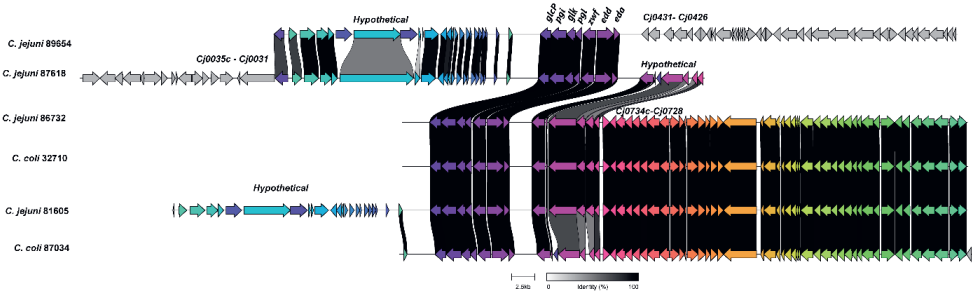 glcP pgi glk pgl zwf edd eda
Hypothetical
Cj0431- Cj0426
C. jejuni 89654
Cj0035c - Cj0031
C. jejuni 87618
Hypothetical
Cj0734c-Cj0728
C. jejuni 86732
C. coli 32710
Hypothetical
C. jejuni 81605
C. coli 87034
2.5kb
0 Identity (%) 100